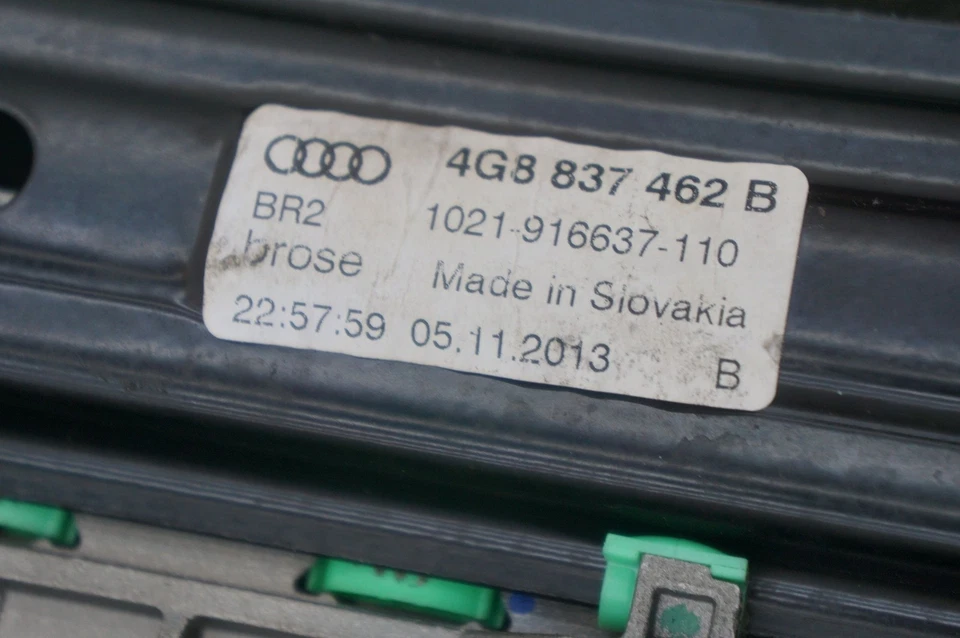 4G8 837 462 B
BR2 1021-916637-110
brose Made in Slovakia
22:57:59 05.11.2013 B